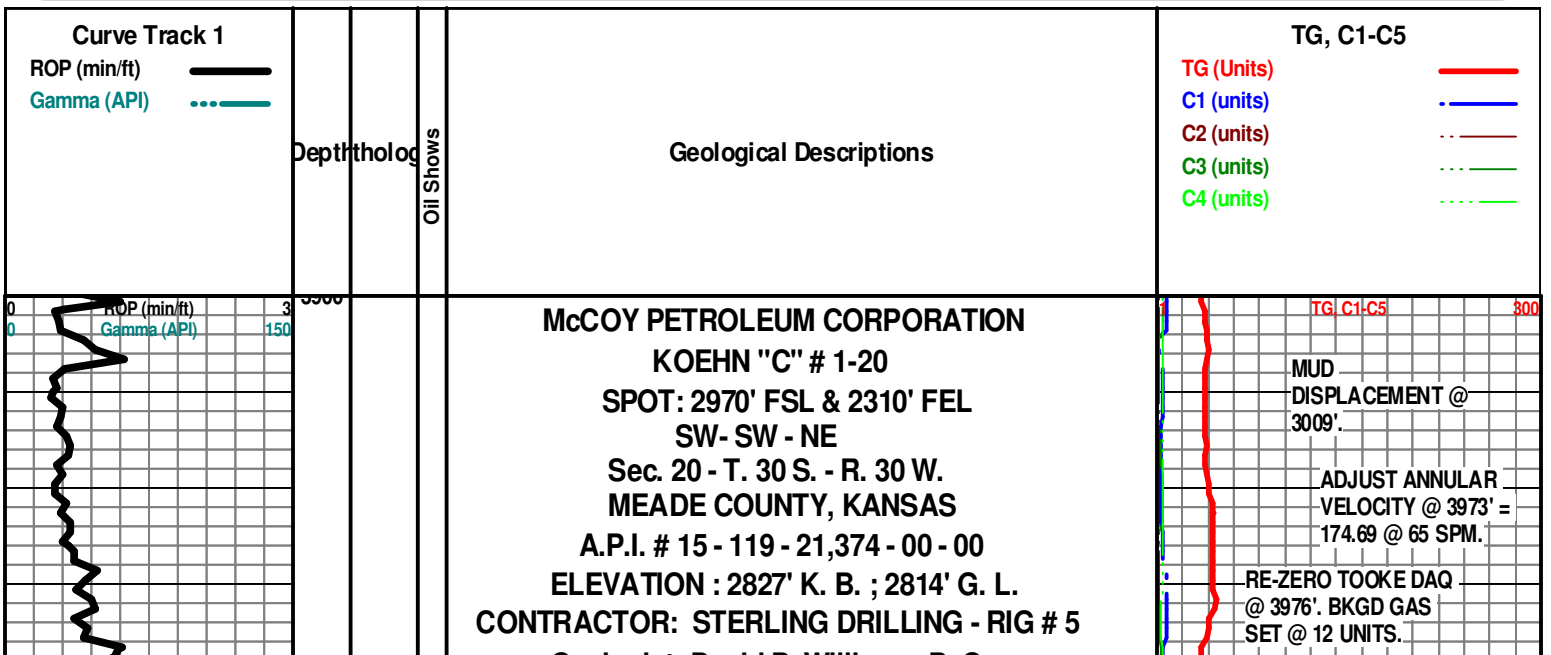 Curve Track 1
ROP (min/ft)
Gamma (API)
Depth
tholog
Oil Shows
Geological Descriptions
TG, C1-C5
TG (Units)
C1 (units)
C2 (units)
C3 (units)
C4 (units)
0 ROP (min/ft) 3
0 Gamma (API) 150
1 TG, C1-C5 300
McCOY PETROLEUM CORPORATION
KOEHN "C" # 1-20
SPOT: 2970' FSL & 2310' FEL
SW- SW - NE
Sec. 20 - T. 30 S. - R. 30 W.
MEADE COUNTY, KANSAS
A.P.I. # 15 - 119 - 21,374 - 00 - 00
ELEVATION : 2827' K. B. ; 2814' G. L.
CONTRACTOR: STERLING DRILLING - RIG # 5
MUD
DISPLACEMENT @
3009'.
ADJUST ANNULAR
VELOCITY @ 3973' =
174.69 @ 65 SPM.
RE-ZERO TOOKE DAQ
@ 3976'. BKGD GAS
SET @ 12 UNITS.